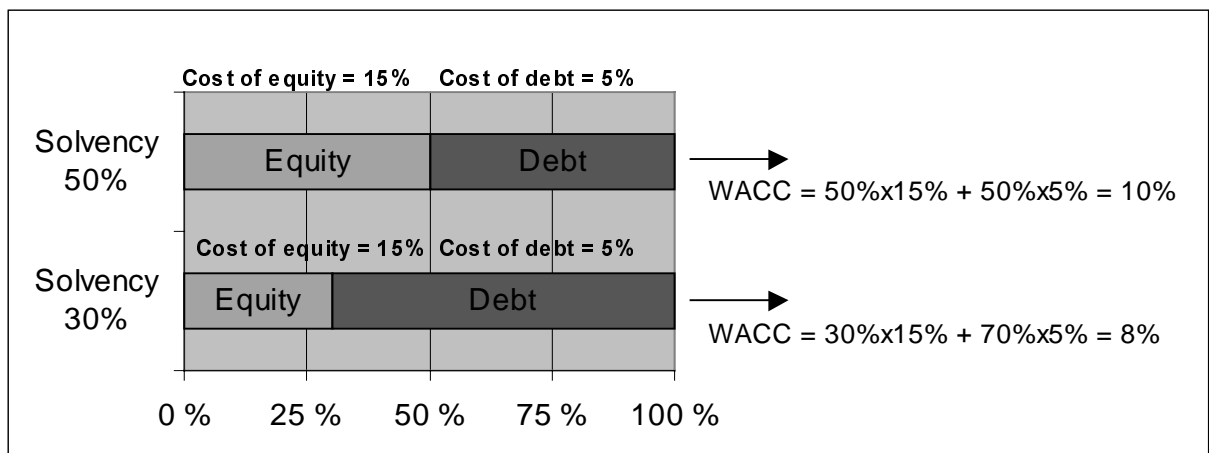 Cost of equity = 15% Cost of debt = 5%
Solvency
50%
Equity Debt
WACC = 50%x15% + 50%x5% = 10%
Cost of equity = 15% Cost of debt = 5%
Solvency
30%
Equity Debt
WACC = 30%x15% + 70%x5% = 8%
0 % 25 % 50 % 75 % 100 %